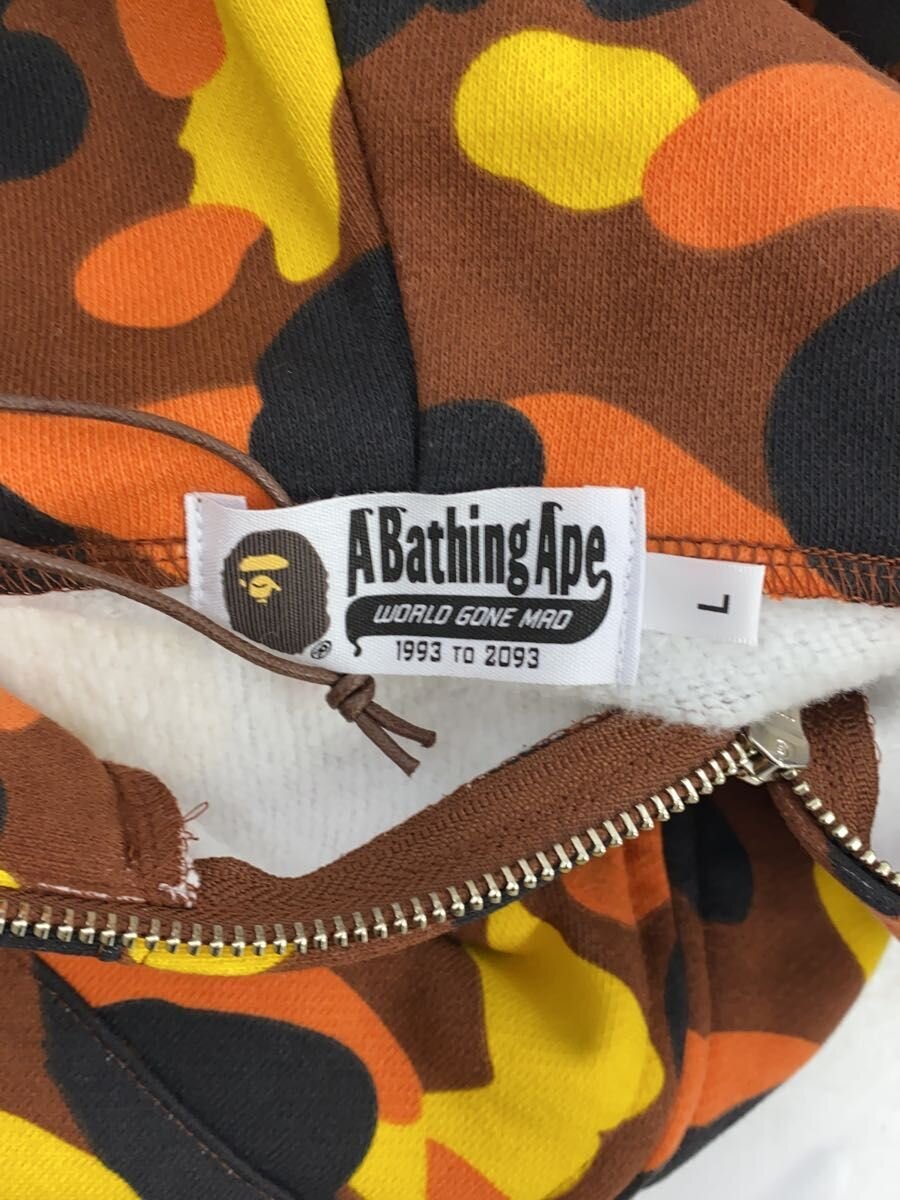 A Bathing Ape
®
WORLD GONE MAD
1993 TO 2093
L